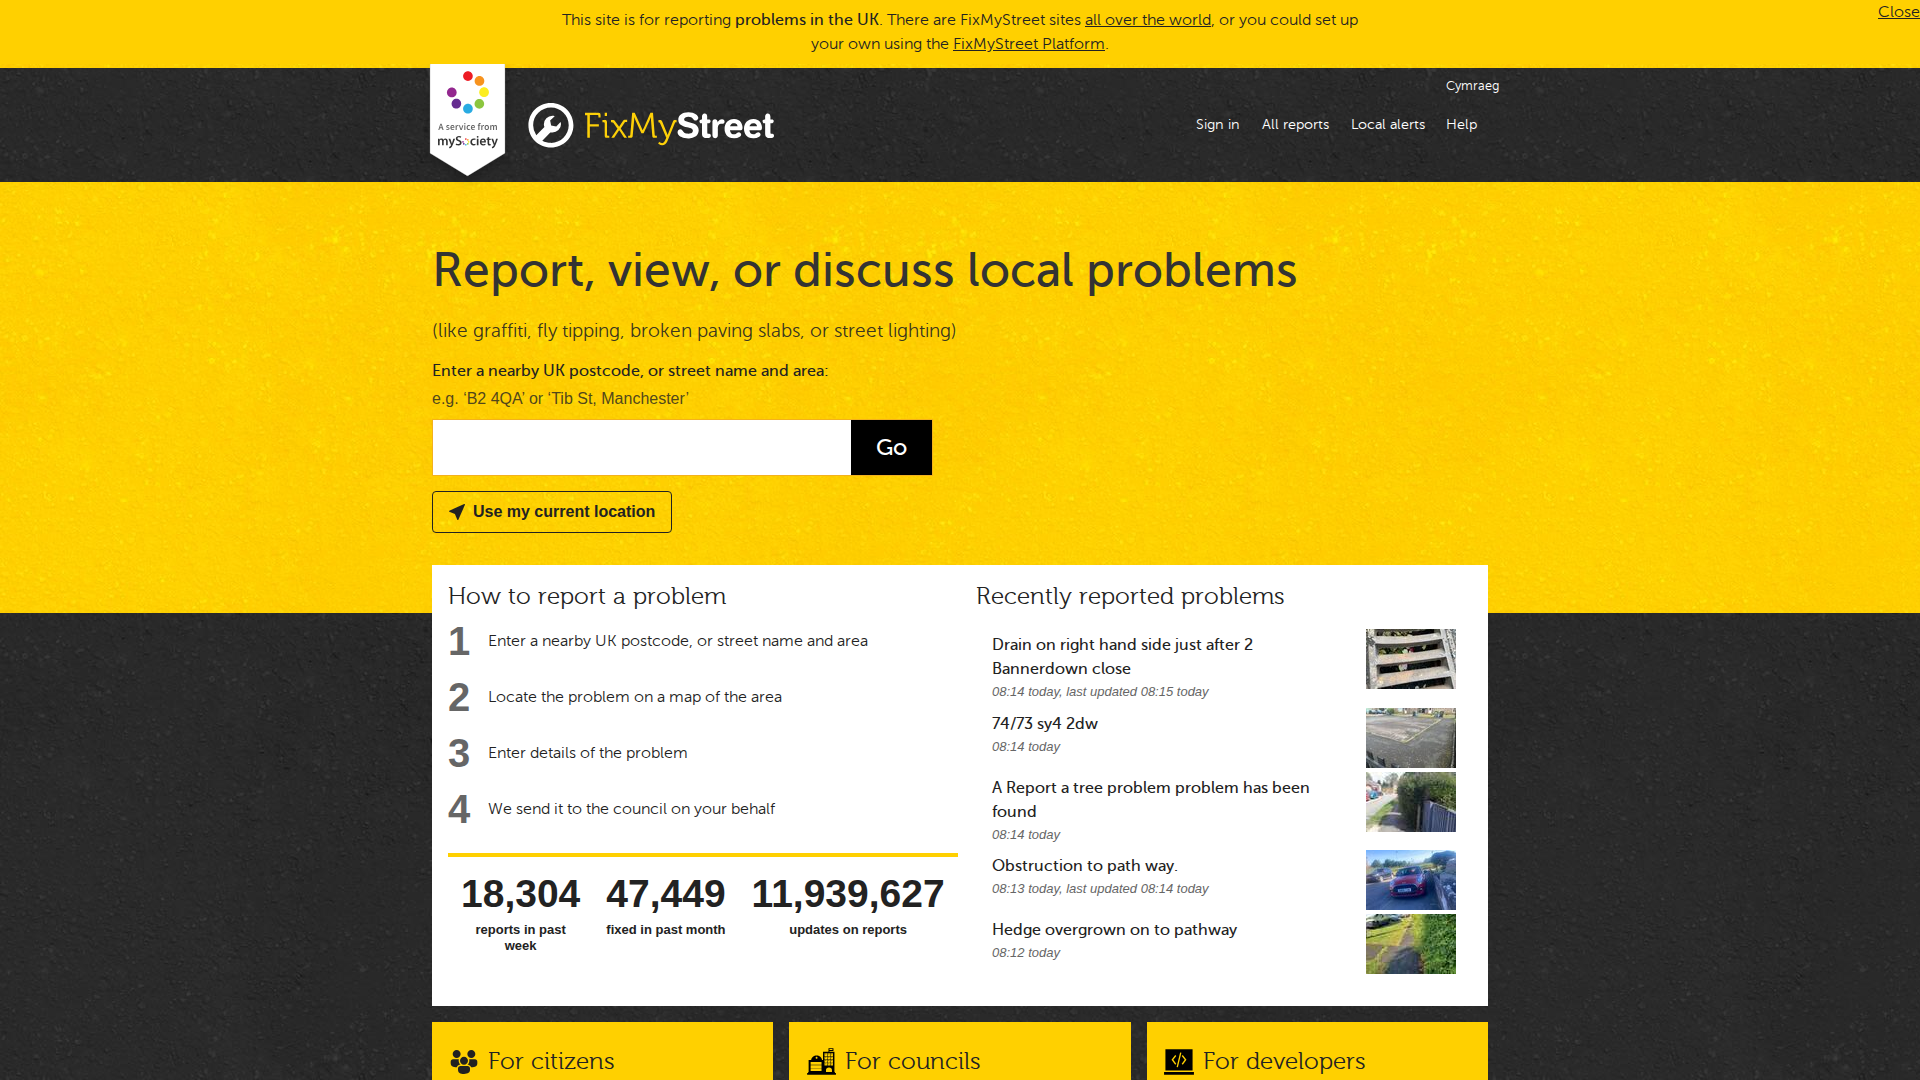 This site is for reporting problems in the UK. There are FixMyStreet sites all over the world, or you could set up
your own using the FixMyStreet Platform.
Close
A service from
mySociety
FixMyStreet
Cymraeg
Sign in
All reports
Local alerts
Help
Report, view, or discuss local problems
(like graffiti, fly tipping, broken paving slabs, or street lighting)
Enter a nearby UK postcode, or street name and area:
e.g. ‘B2 4QA’ or ‘Tib St, Manchester’
Go
Use my current location
How to report a problem
1 Enter a nearby UK postcode, or street name and area
2 Locate the problem on a map of the area
3 Enter details of the problem
4 We send it to the council on your behalf
18,304 47,449 11,939,627
reports in past fixed in past month updates on reports
week
Recently reported problems
Drain on right hand side just after 2
Bannerdown close
08:14 today, last updated 08:15 today
74/73 sy4 2dw
08:14 today
A Report a tree problem problem has been
found
08:14 today
Obstruction to path way.
08:13 today, last updated 08:14 today
Hedge overgrown on to pathway
08:12 today
For citizens
For councils
For developers